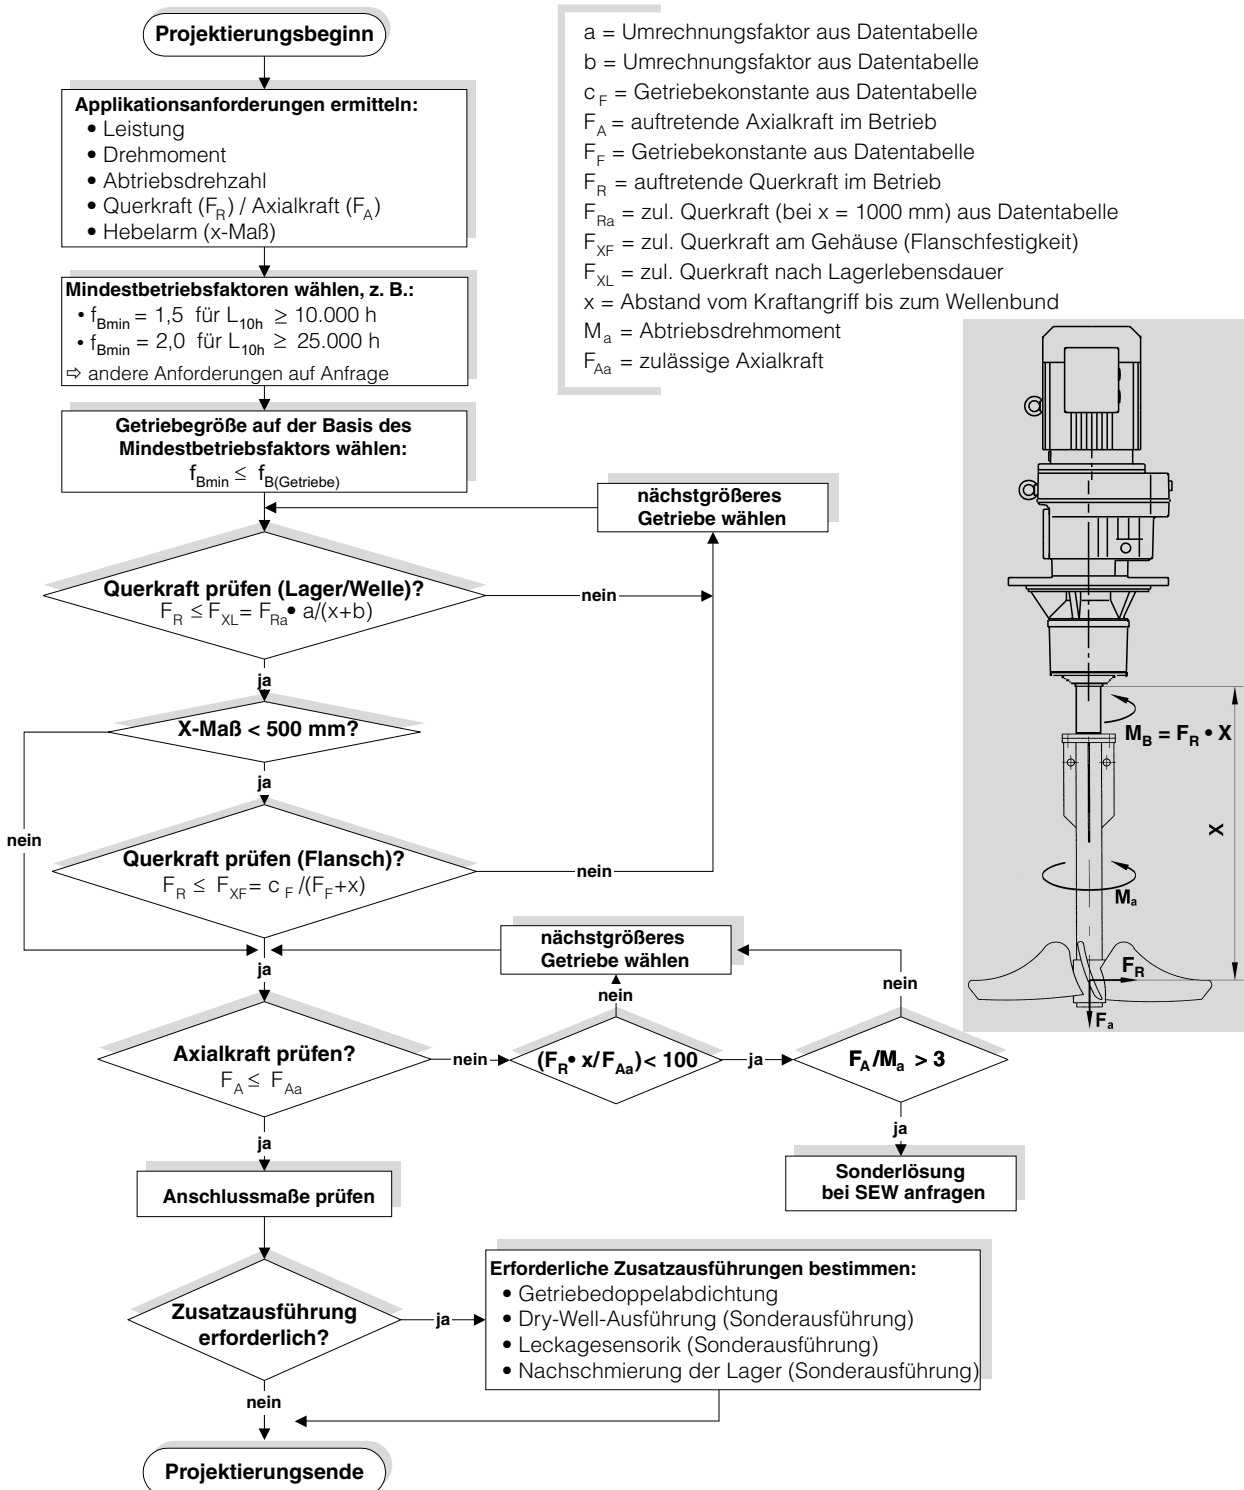 Projektierungsbeginn
Applikationsanforderungen ermitteln:
• Leistung
• Drehmoment
• Abtriebsdrehzahl
• Querkraft (F_R) / Axialkraft (F_A)
• Hebelarm (x-Maß)
Mindestbetriebsfaktoren wählen, z. B.:
• f_Bmin = 1,5 für L_10h ≥ 10.000 h
• f_Bmin = 2,0 für L_10h ≥ 25.000 h
⇨ andere Anforderungen auf Anfrage
Getriebegröße auf der Basis des
Mindestbetriebsfaktors wählen:
f_Bmin ≤ f_B(Getriebe)
a = Umrechnungsfaktor aus Datentabelle
b = Umrechnungsfaktor aus Datentabelle
c_F = Getriebekonstante aus Datentabelle
F_A = auftretende Axialkraft im Betrieb
F_F = Getriebekonstante aus Datentabelle
F_R = auftretende Querkraft im Betrieb
F_Ra = zul. Querkraft (bei x = 1000 mm) aus Datentabelle
F_XF = zul. Querkraft am Gehäuse (Flanschfestigkeit)
F_XL = zul. Querkraft nach Lagerlebensdauer
x = Abstand vom Kraftangriff bis zum Wellenbund
M_a = Abtriebsdrehmoment
F_Aa = zulässige Axialkraft
nächstgrößeres
Getriebe wählen
Querkraft prüfen (Lager/Welle)?
F_R ≤ F_XL = F_Ra • a/(x+b)
nein
ja
X-Maß < 500 mm?
ja
nein
Querkraft prüfen (Flansch)?
F_R ≤ F_XF = c_F /(F_F+x)
nein
ja
nächstgrößeres
Getriebe wählen
nein
nein
Axialkraft prüfen?
F_A ≤ F_Aa
nein
(F_R • x/F_Aa) < 100
ja
F_A/M_a > 3
ja
ja
Sonderlösung
bei SEW anfragen
Anschlussmaße prüfen
Zusatzausführung
erforderlich?
ja
nein
Erforderliche Zusatzausführungen bestimmen:
• Getriebedoppelabdichtung
• Dry-Well-Ausführung (Sonderausführung)
• Leckagesensorik (Sonderausführung)
• Nachschmierung der Lager (Sonderausführung)
Projektierungsende
M_B = F_R • X
X
M_a
F_R
F_a